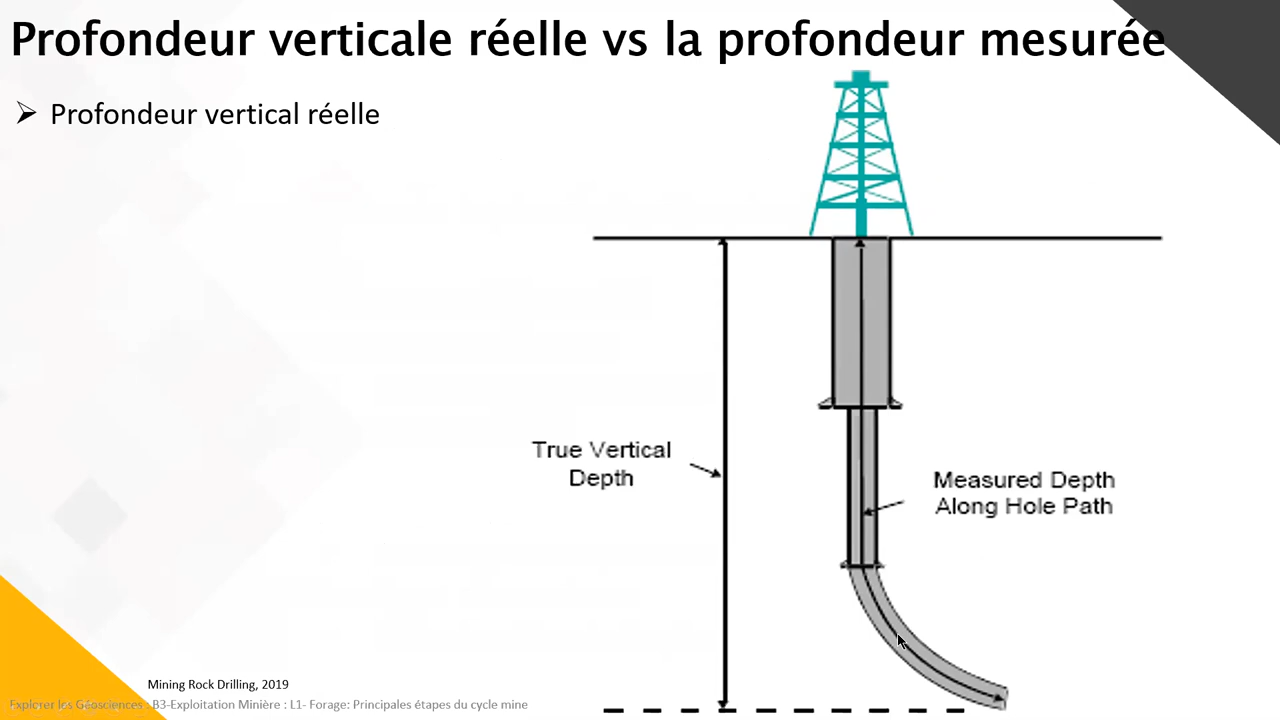 Profondeur verticale réelle vs la profondeur mesurée
Profondeur vertical réelle
True Vertical
Depth
Measured Depth
Along Hole Path
Mining Rock Drilling, 2019
Explorer les Géosciences : B3-Exploitation Minière : L1- Forage: Principales étapes du cycle mine